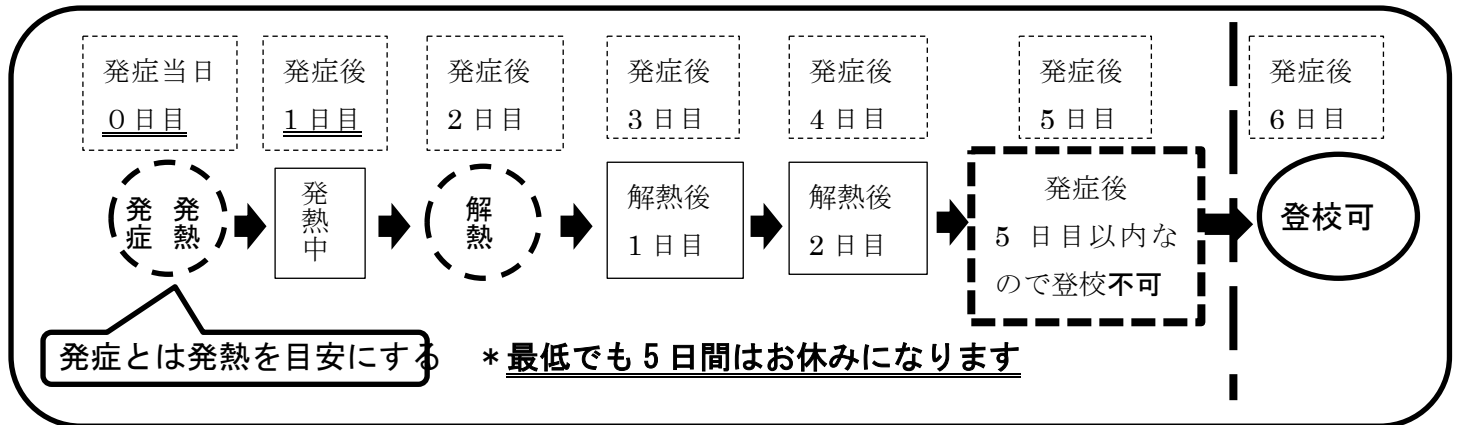 発症当日
０日目
発症後
１日目
発症後
2 日目
発症後
3 日目
発症後
4 日目
発症後
5 日目
発症後
6 日目
発症 発熱
発熱中
解熱
解熱後
1 日目
解熱後
2 日目
発症後
5 日目以内な
ので登校不可
登校可
発症とは発熱を目安にする
＊最低でも５日間はお休みになります